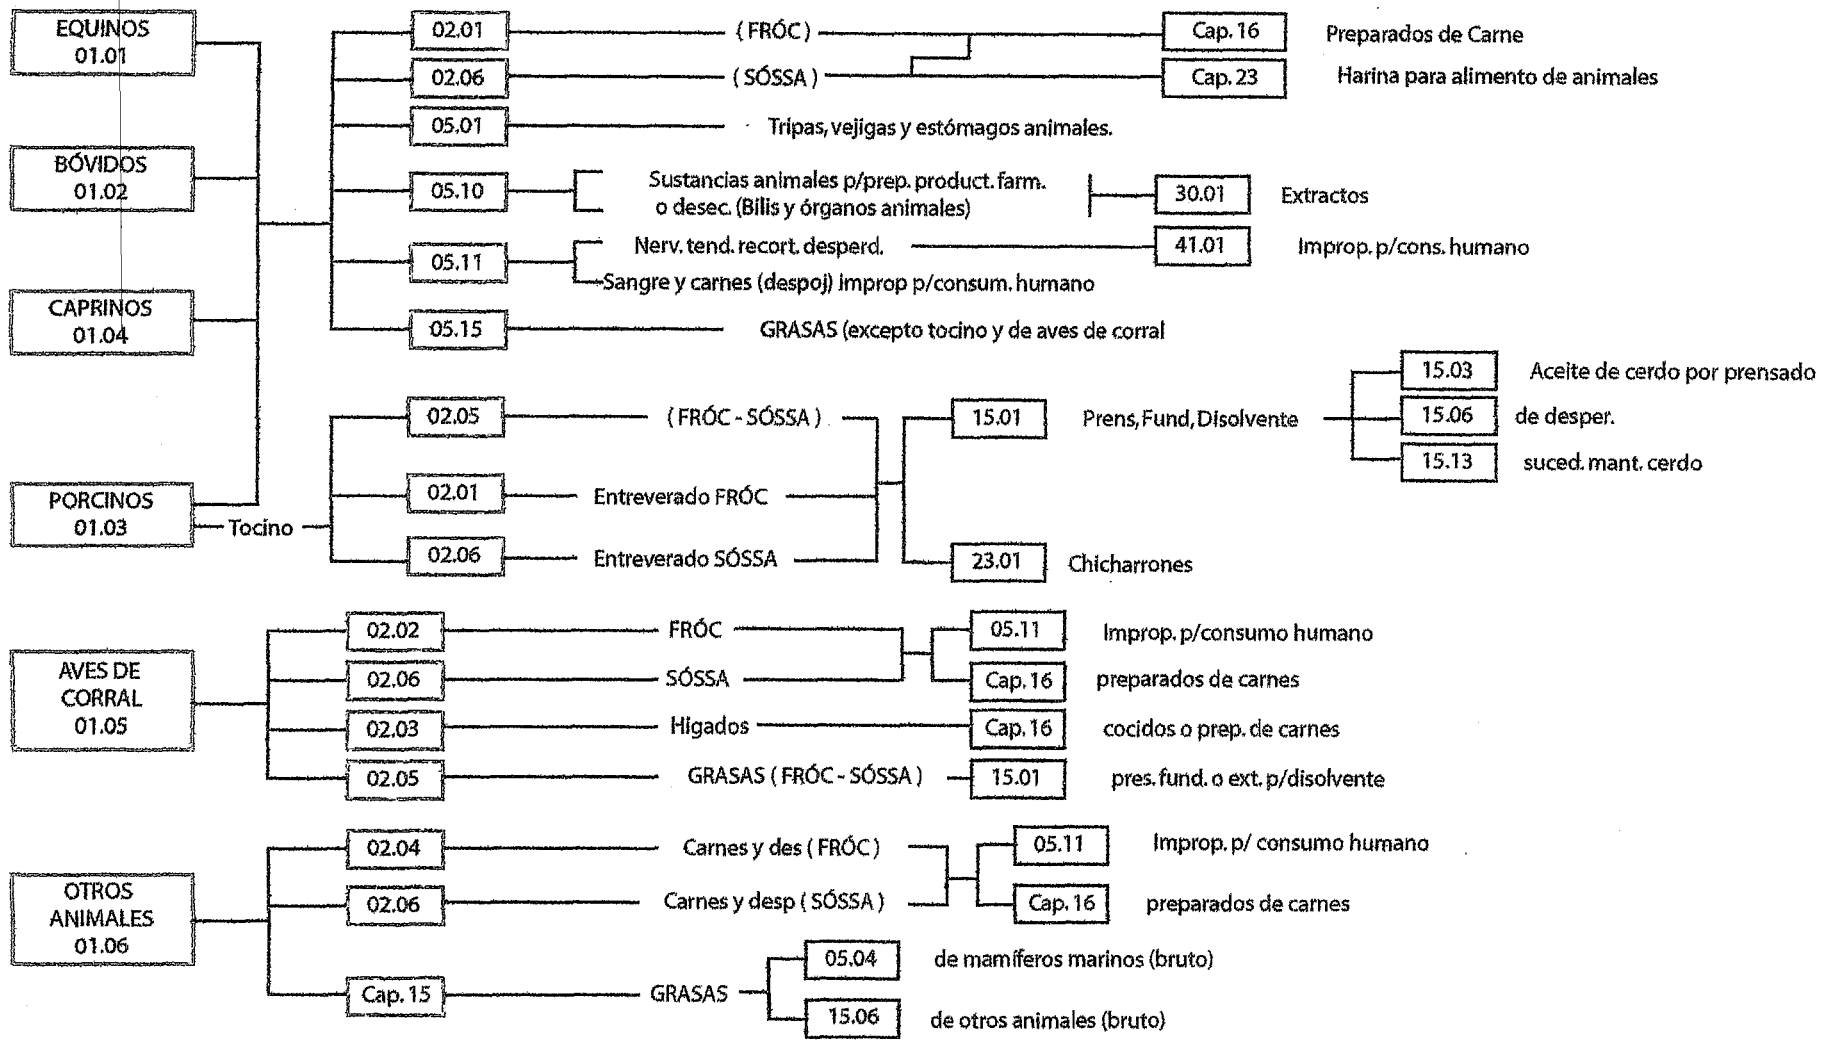 EQUINOS
01.01
02.01
( FRÓC )
Cap. 16
Preparados de Carne
02.06
( SÓSSA )
Cap. 23
Harina para alimento de animales
05.01
Tripas, vejigas y estómagos animales.
BÓVIDOS
01.02
05.10
Sustancias animales p/prep. product. farm.
o desec. (Bilis y órganos animales)
30.01
Extractos
05.11
Nerv. tend. recort. desperd.
41.01
Improp. p/cons. humano
Sangre y carnes (despoj) Improp p/consum. humano
CAPRINOS
01.04
05.15
GRASAS (excepto tocino y de aves de corral
PORCINOS
01.03
Tocino
02.05
( FRÓC - SÓSSA )
15.01
Prens, Fund, Disolvente
15.03
Aceite de cerdo por prensado
15.06
de desper.
15.13
suced. mant. cerdo
02.01
Entreverado FRÓC
02.06
Entreverado SÓSSA
23.01
Chicharrones
AVES DE
CORRAL
01.05
02.02
FRÓC
05.11
Improp. p/consumo humano
02.06
SÓSSA
Cap. 16
preparados de carnes
02.03
Higados
Cap. 16
cocidos o prep. de carnes
02.05
GRASAS ( FRÓC - SÓSSA )
15.01
pres. fund. o ext. p/disolvente
OTROS
ANIMALES
01.06
02.04
Carnes y des ( FRÓC )
05.11
Improp. p/ consumo humano
02.06
Carnes y desp ( SÓSSA )
Cap. 16
preparados de carnes
Cap. 15
GRASAS
05.04
de mamíferos marinos (bruto)
15.06
de otros animales (bruto)